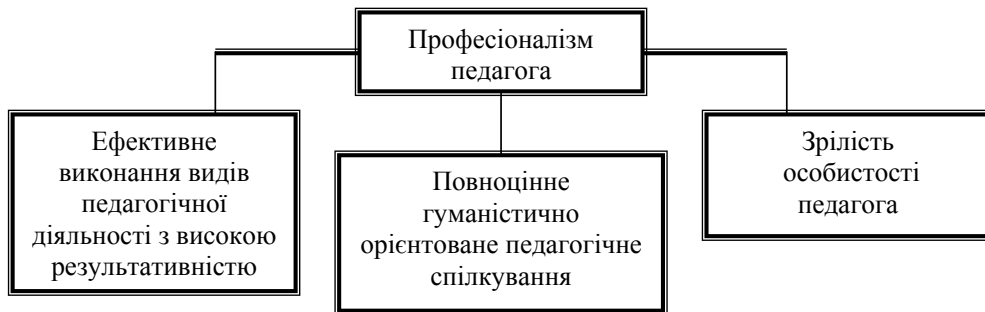 Професіоналізм
педагога
Ефективне
виконання видів
педагогічної
діяльності з високою
результативністю
Повноцінне
гуманістично
орієнтоване педагогічне
спілкування
Зрілість
особистості
педагога